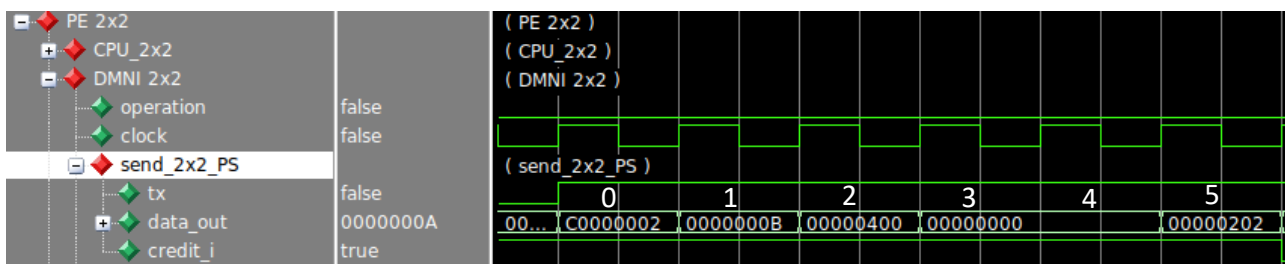 PE 2x2 ( PE 2x2 )
CPU_2x2 ( CPU_2x2 )
DMNI 2x2 ( DMNI 2x2 )
operation false
clock false
send_2x2_PS ( send_2x2_PS )
tx false 0 1 2 3 4 5
data_out 0000000A 00... C0000002 0000000B 00000400 00000000 00000202
credit_i true